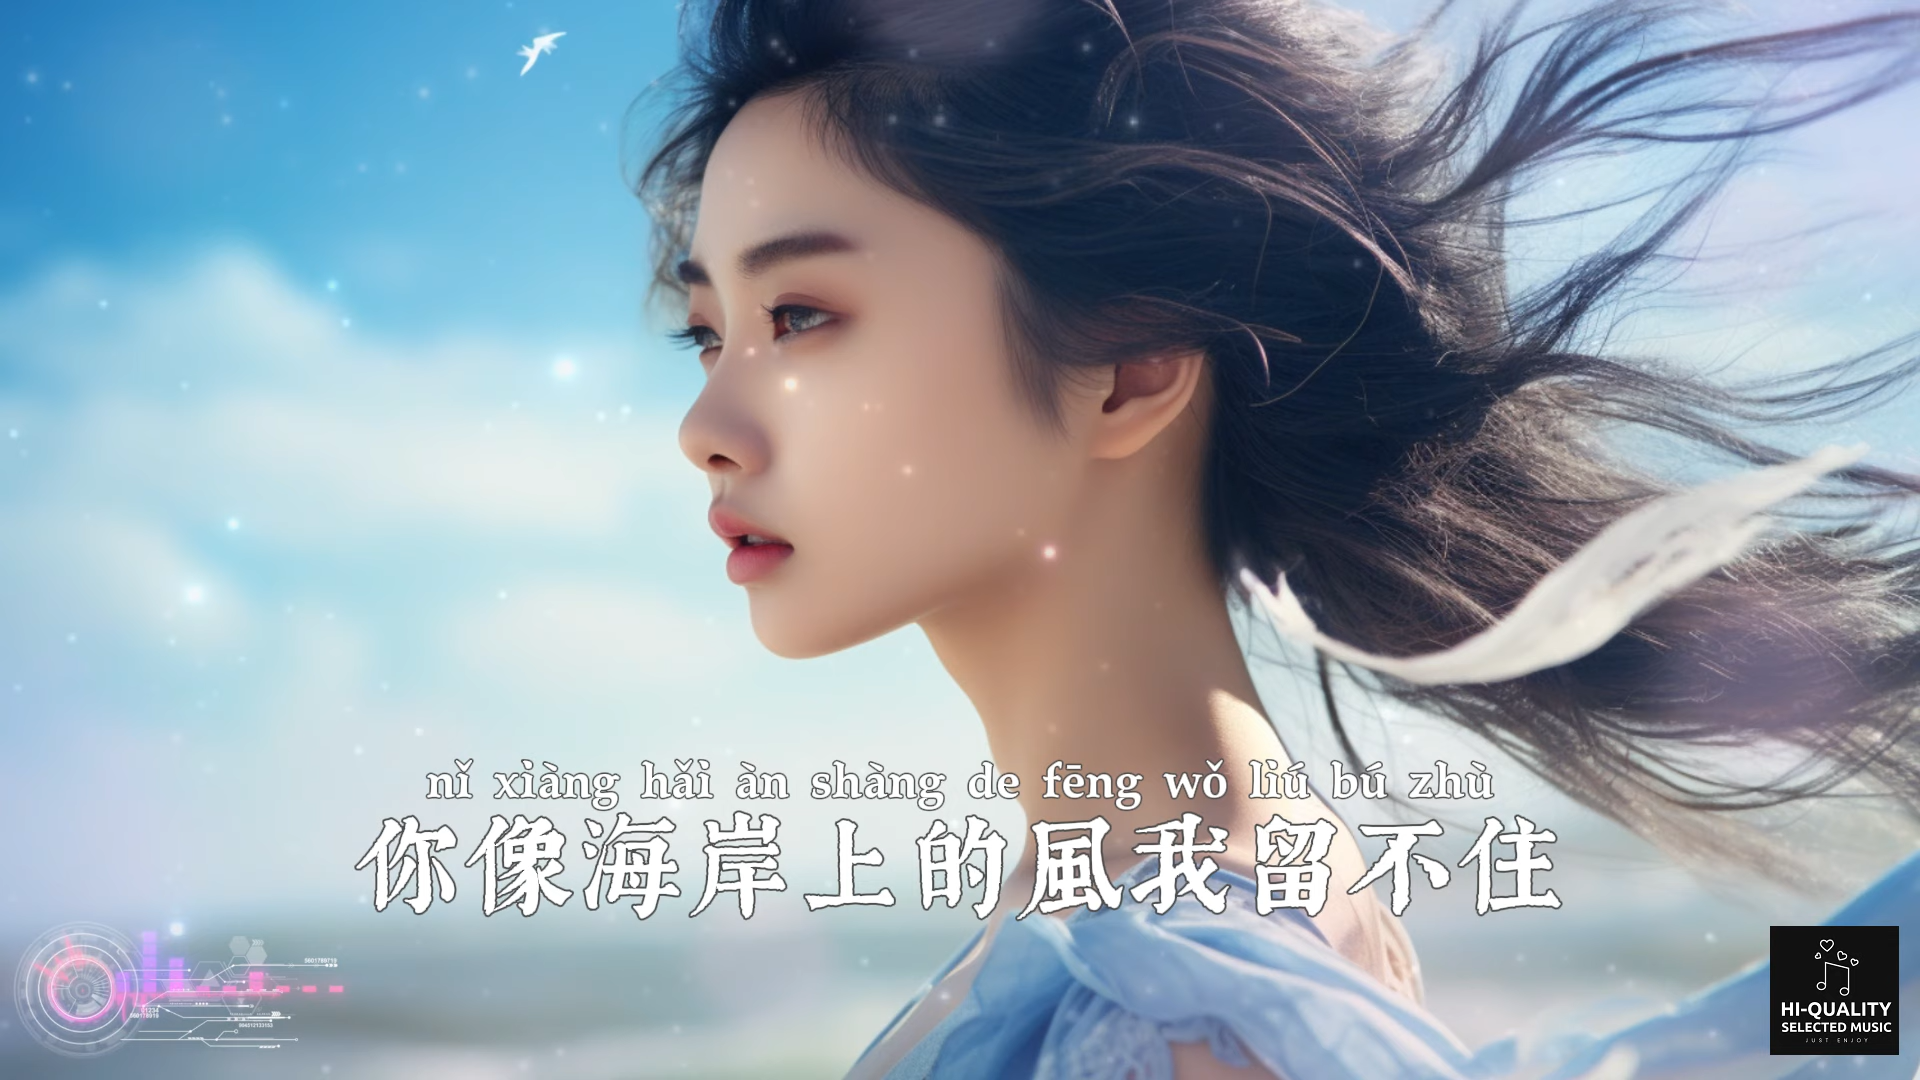 nǐ xiàng hǎi àn shàng de fēng wǒ liú bú zhù
你像海岸上的風我留不住
HI-QUALITY
SELECTED MUSIC
JUST ENJOY